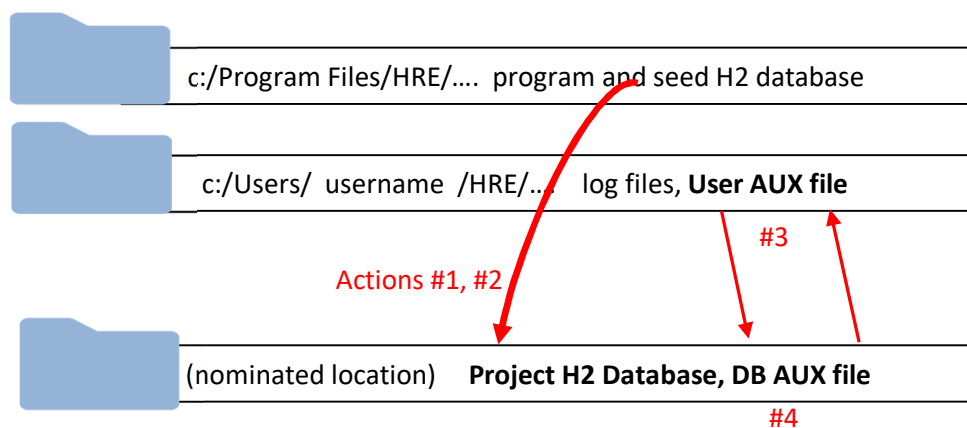 c:/Program Files/HRE/…. program and seed H2 database
c:/Users/ username /HRE/…. log files, User AUX file
#3
Actions #1, #2
(nominated location) Project H2 Database, DB AUX file
#4